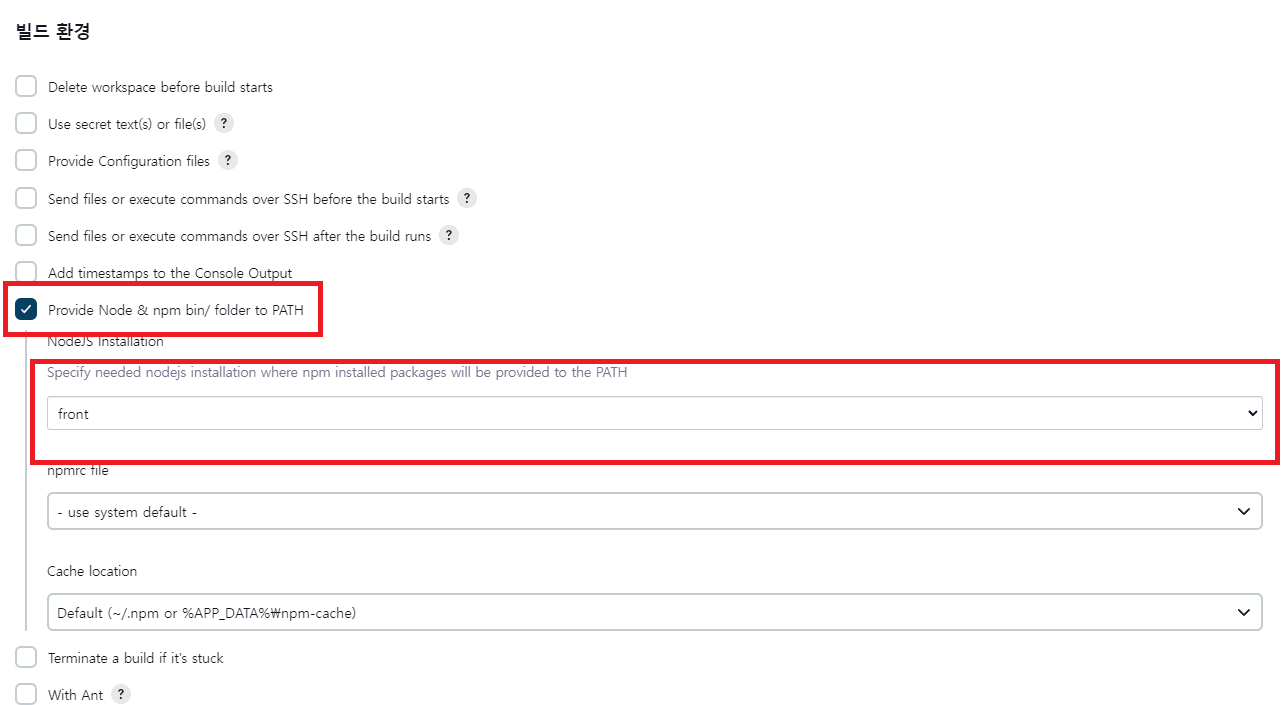 빌드 환경
Delete workspace before build starts
Use secret text(s) or file(s) ?
Provide Configuration files ?
Send files or execute commands over SSH before the build starts ?
Send files or execute commands over SSH after the build runs ?
Add timestamps to the Console Output
Provide Node & npm bin/ folder to PATH
NodeJS Installation
Specify needed nodejs installation where npm installed packages will be provided to the PATH
front
npmrc file
- use system default -
Cache location
Default (~/.npm or %APP_DATA%₩npm-cache)
Terminate a build if it's stuck
With Ant ?